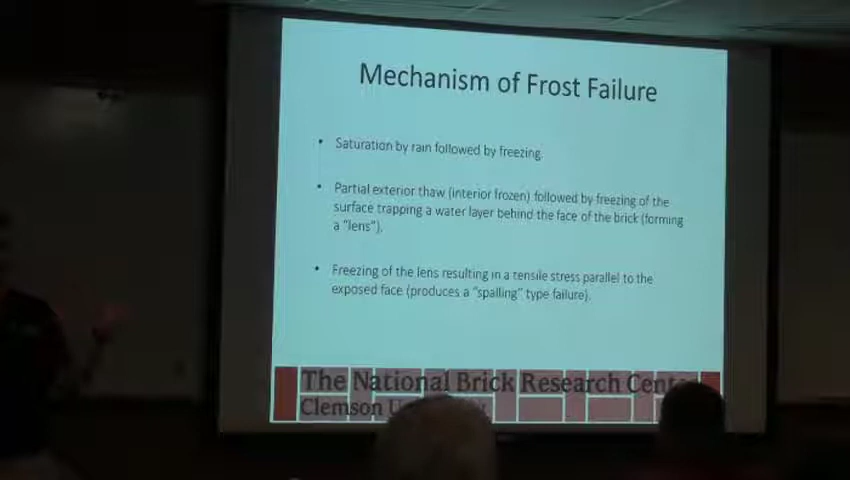 Mechanism of Frost Failure
• Saturation by rain followed by freezing.
• Partial exterior thaw (interior frozen) followed by freezing of the
surface trapping a water layer behind the face of the brick (forming
a "lens").
• Freezing of the lens resulting in a tensile stress parallel to the
exposed face (produces a "spalling" type failure).
The National Brick Research
Clemson